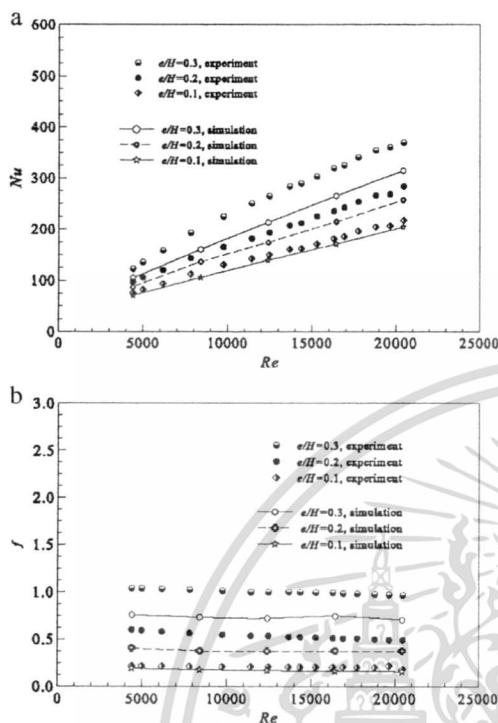 a
600
500
400
300
200
100
0
Nu
e/H=0.3, experiment
e/H=0.2, experiment
e/H=0.1, experiment
e/H=0.3, simulation
e/H=0.2, simulation
e/H=0.1, simulation
0 5000 10000 15000 20000 25000
Re
b
3.0
2.5
2.0
1.5
1.0
0.5
0.0
f
e/H=0.3, experiment
e/H=0.2, experiment
e/H=0.1, experiment
e/H=0.3, simulation
e/H=0.2, simulation
e/H=0.1, simulation
0 5000 10000 15000 20000 25000
Re